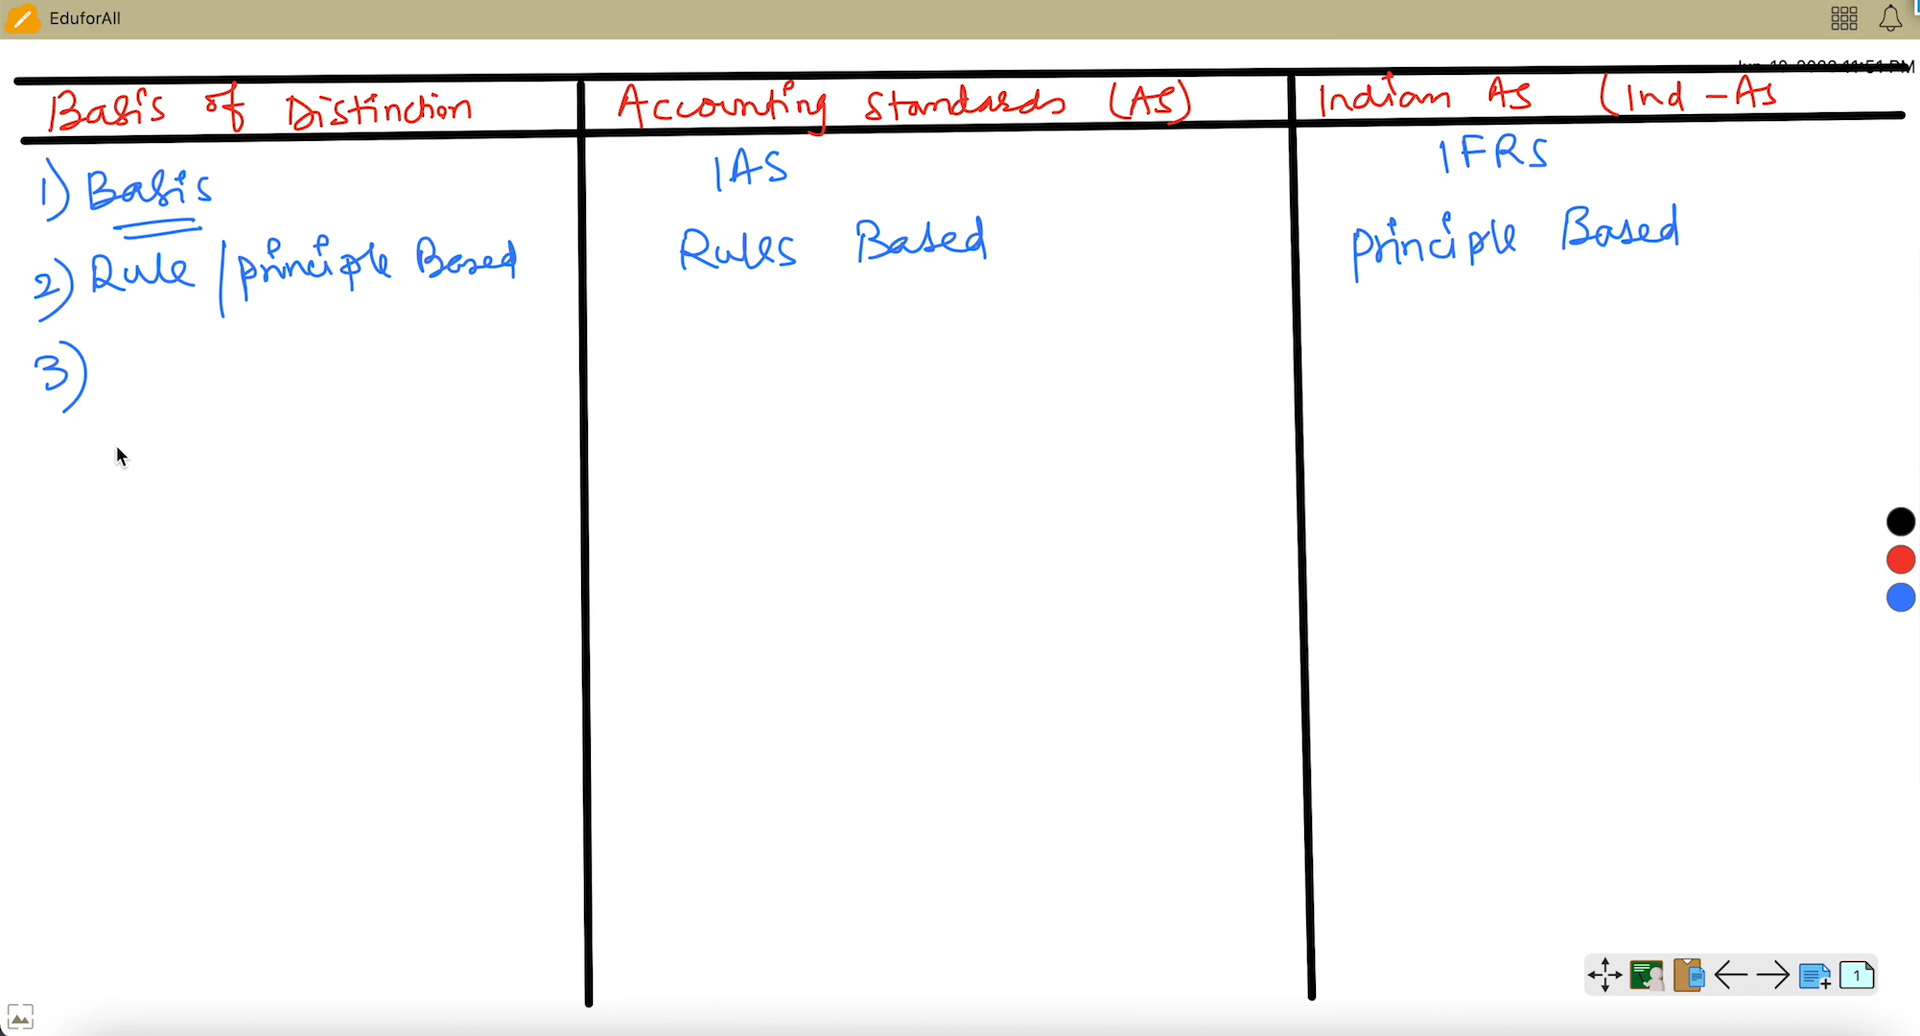 EduforAll
Basis of Distinction Accounting Standards (AS) Indian AS (Ind-As
1) Basis IAS IFRS
2) Rule / principle Based Rules Based principle Based
3)
1